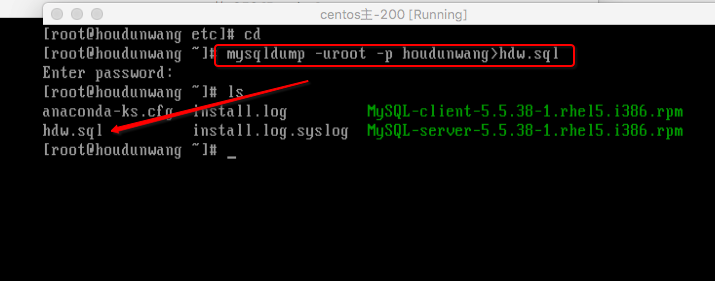 centos主-200 [Running]
[root@houdunwang etc]# cd
[root@houdunwang ~]# mysqldump -uroot -p houdunwang>hdw.sql
Enter password:
[root@houdunwang ~]# ls
anaconda-ks.cfg install.log MySQL-client-5.5.38-1.rhel5.i386.rpm
hdw.sql install.log.syslog MySQL-server-5.5.38-1.rhel5.i386.rpm
[root@houdunwang ~]# _